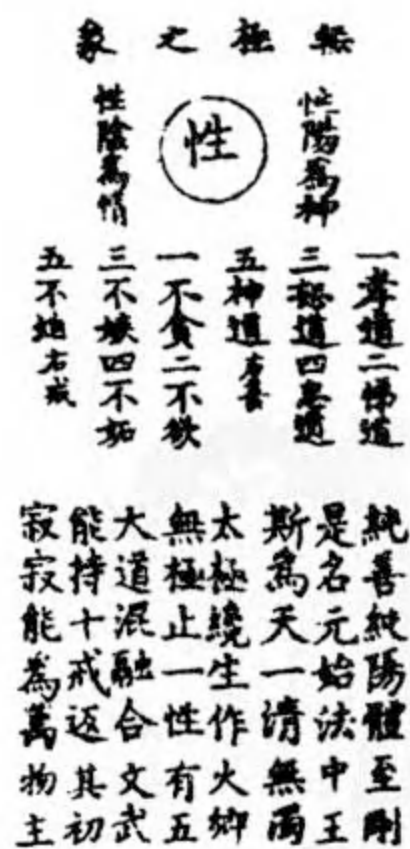 無極之象
性陽為神
性
性陰為情
一孝道二悌道
三道四忠道
五神道右善
一不貪二不欲
三不嫉四不妬
五不右戒
純善純陽體至剛
是名元始法中王
斯為天一清無兩
太極纔生作火鄉
無極止一性有五
大道混融合文武
能持十戒返其初
寂寂能為萬物主